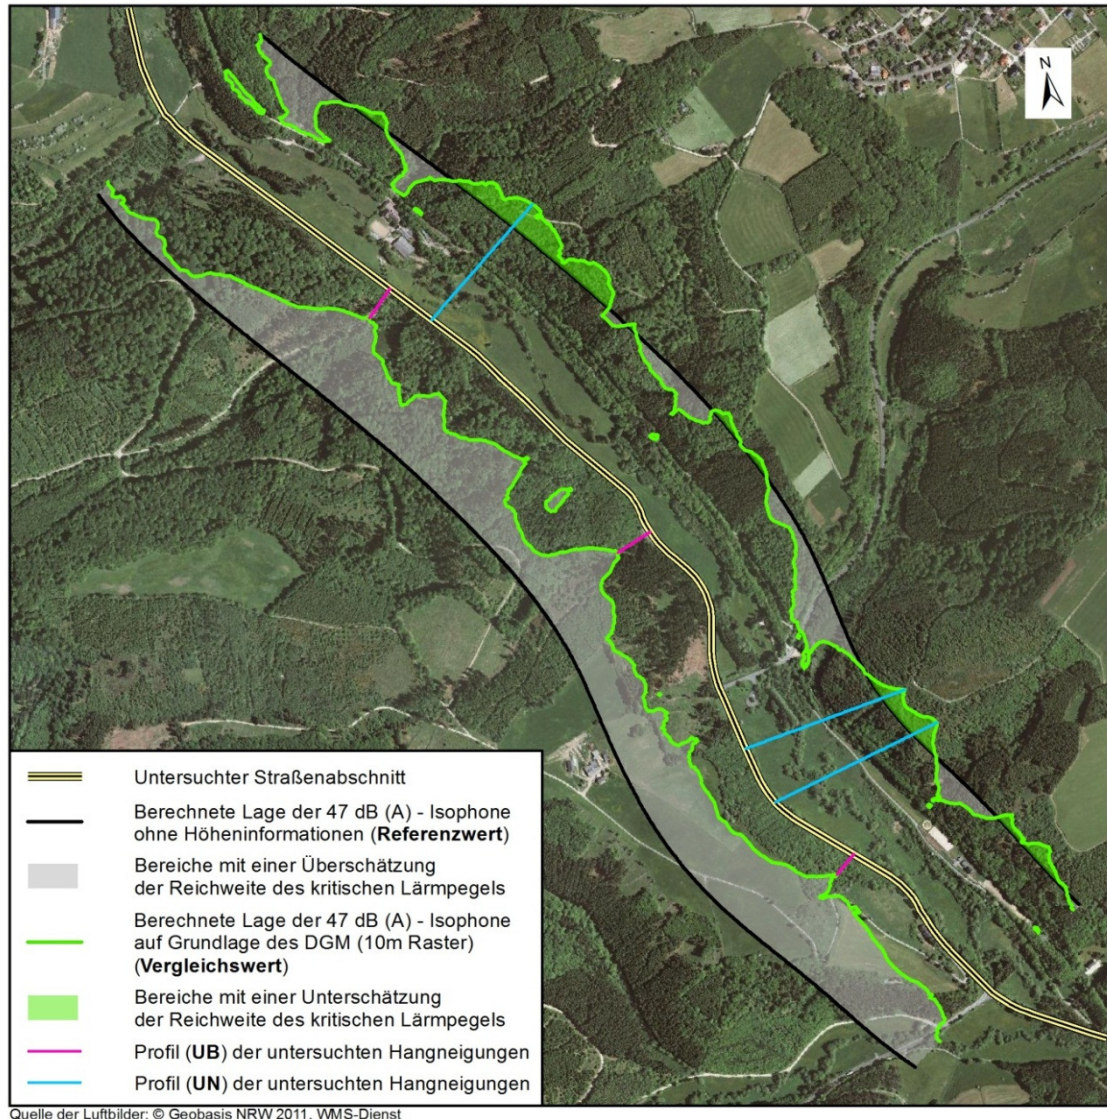 N
Untersuchter Straßenabschnitt
Berechnete Lage der 47 dB (A) - Isophone
ohne Höheninformationen (Referenzwert)
Bereiche mit einer Überschätzung
der Reichweite des kritischen Lärmpegels
Berechnete Lage der 47 dB (A) - Isophone
auf Grundlage des DGM (10m Raster)
(Vergleichswert)
Bereiche mit einer Unterschätzung
der Reichweite des kritischen Lärmpegels
Profil (UB) der untersuchten Hangneigungen
Profil (UN) der untersuchten Hangneigungen
Quelle der Luftbilder: © Geobasis NRW 2011, WMS-Dienst